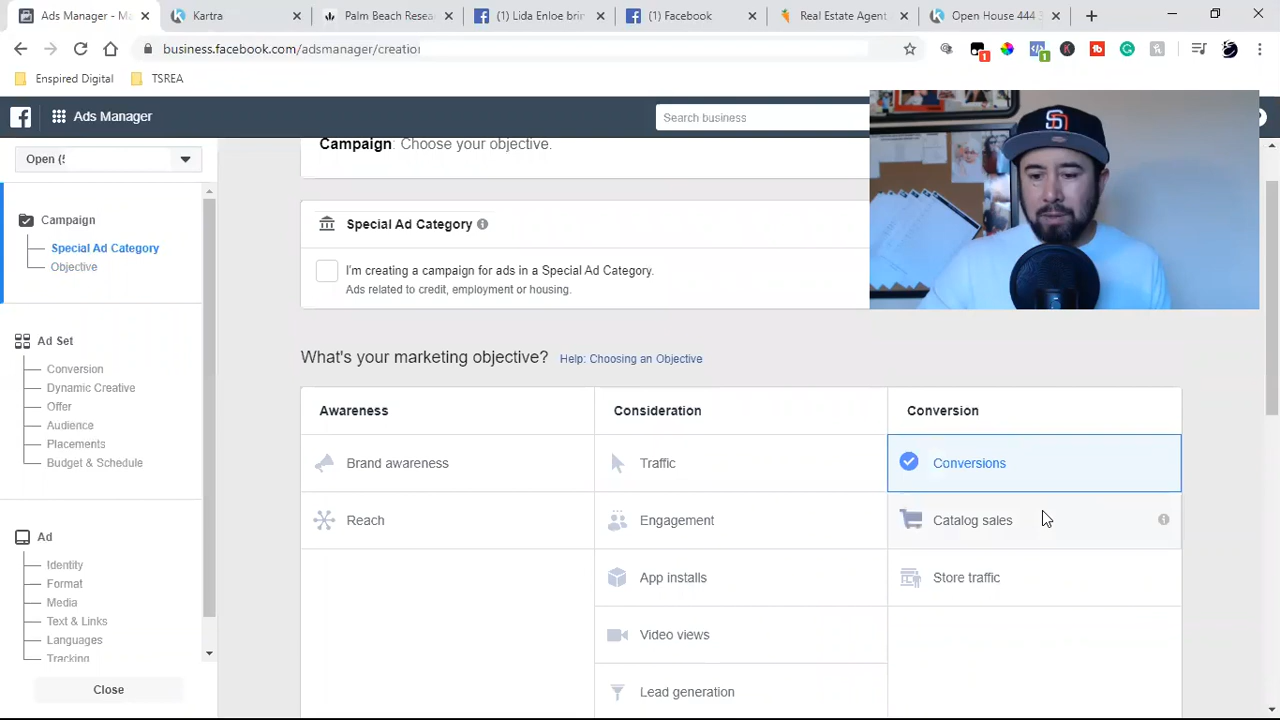 Ads Manager - Ma
Kartra
Palm Beach Resea
(1) Lida Enloe brin
(1) Facebook
Real Estate Agent
Open House 444 S
business.facebook.com/adsmanager/creation
1
1
Enspired Digital
TSREA
Ads Manager
Search business
Open (!
Campaign: Choose your objective.
Campaign
Special Ad Category
Objective
Special Ad Category
I'm creating a campaign for ads in a Special Ad Category.
Ads related to credit, employment or housing.
Ad Set
Conversion
Dynamic Creative
Offer
Audience
Placements
Budget & Schedule
What's your marketing objective? Help: Choosing an Objective
Awareness
Consideration
Conversion
Brand awareness
Traffic
Conversions
Reach
Engagement
Catalog sales
App installs
Store traffic
Video views
Lead generation
Ad
Identity
Format
Media
Text & Links
Languages
Tracking
Close